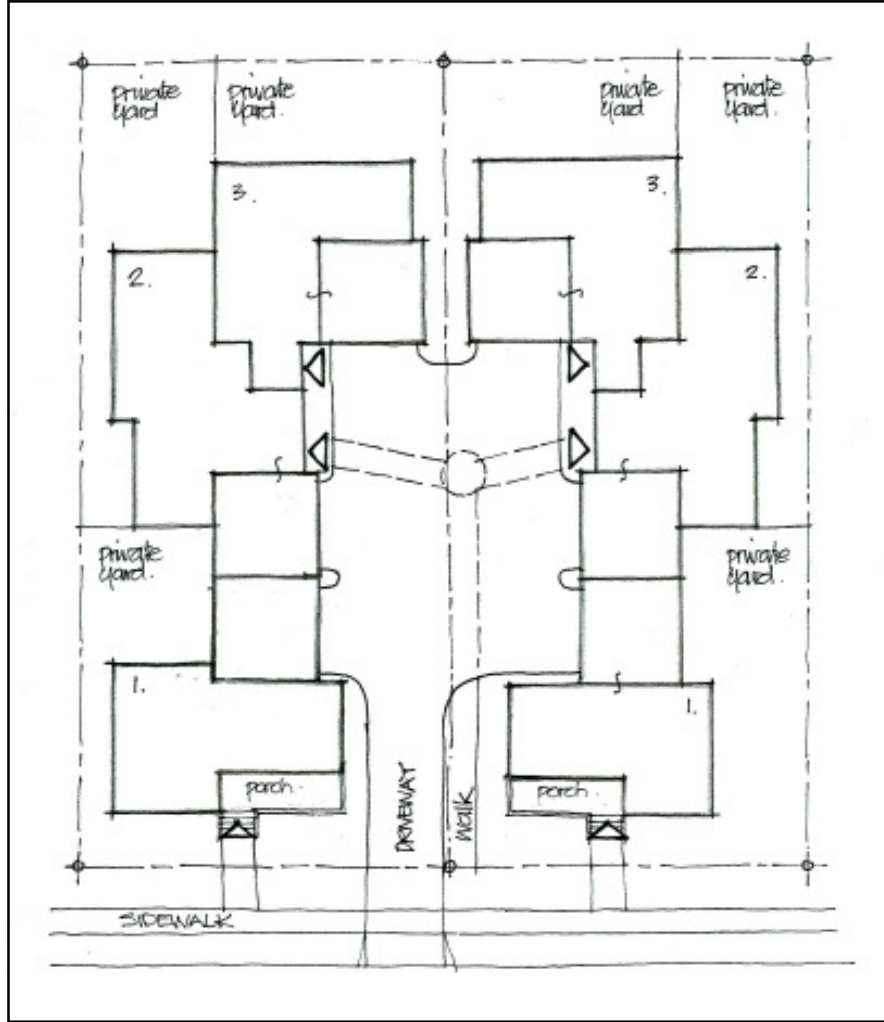 private
yard
private
yard.
private
yard
private
yard.
3.
3.
2.
2.
private
yard.
private
yard.
1.
1.
porch.
porch.
DRIVEWAY
walk
SIDEWALK